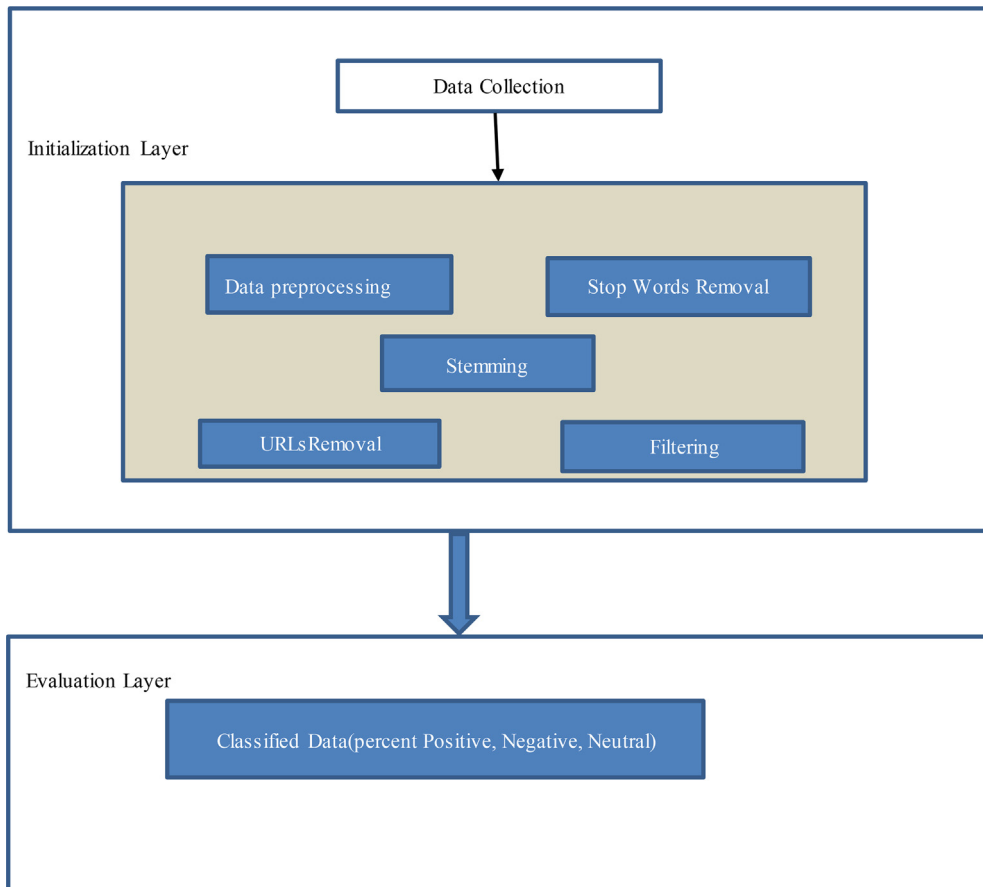 Data Collection
Initialization Layer
Data preprocessing
Stop Words Removal
Stemming
URLsRemoval
Filtering
Evaluation Layer
Classified Data(percent Positive, Negative, Neutral)